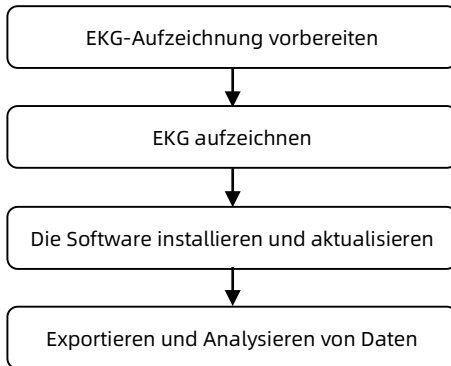 EKG-Aufzeichnung vorbereiten
EKG aufzeichnen
Die Software installieren und aktualisieren
Exportieren und Analysieren von Daten